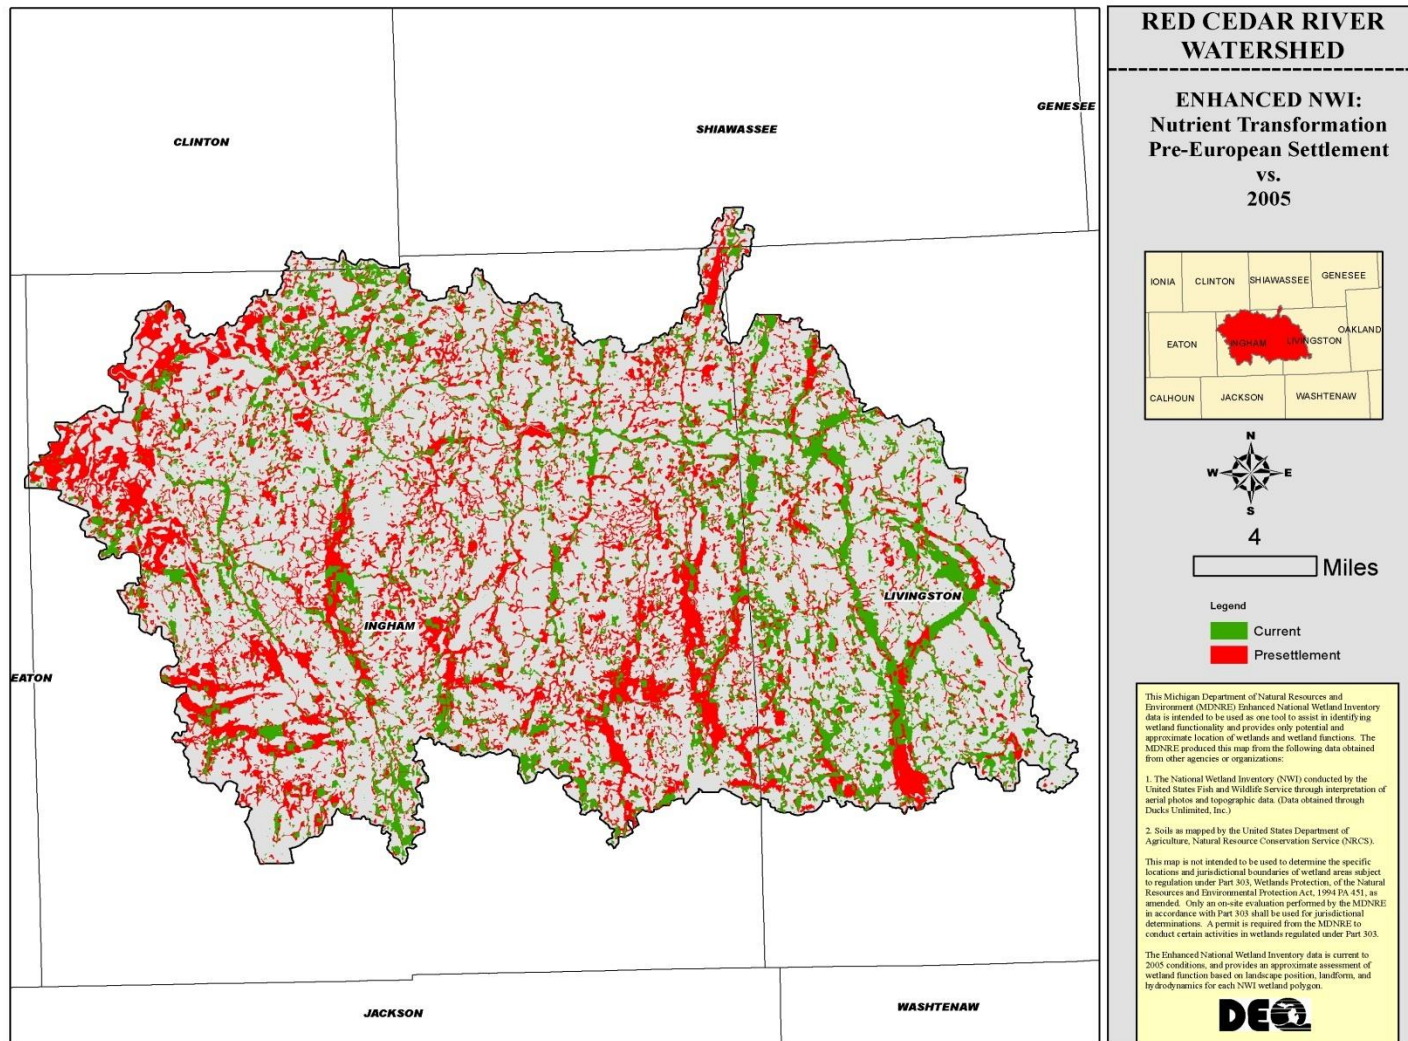 RED CEDAR RIVER
WATERSHED
ENHANCED NWI:
Nutrient Transformation
Pre-European Settlement
vs.
2005
GENESEE
SHIAWASSEE
CLINTON
INGHAM
LIVINGSTON
EATON
JACKSON
WASHTENAW
IONIA
CLINTON
SHIAWASSEE
GENESEE
EATON
INGHAM
LIVINGSTON
OAKLAND
CALHOUN
JACKSON
WASHTENAW
N
W
E
S
4
Miles
Legend
Current
Presettlement
This Michigan Department of Natural Resources and
Environment (MDNRE) Enhanced National Wetland Inventory
data is intended to be used as one tool to assist in identifying
wetland functionality and provides only potential and
approximate location of wetlands and wetland functions. The
MDNRE produced this map from the following data obtained
from other agencies or organizations:
1. The National Wetland Inventory (NWI) conducted by the
United States Fish and Wildlife Service through interpretation of
aerial photos and topographic data. (Data obtained through
Ducks Unlimited, Inc.)
2. Soils as mapped by the United States Department of
Agriculture, Natural Resource Conservation Service (NRCS).
This map is not intended to be used to determine the specific
locations and jurisdictional boundaries of wetland areas subject
to regulation under Part 303, Wetlands Protection, of the Natural
Resources and Environmental Protection Act, 1994 PA 451, as
amended. Only an on-site evaluation performed by the MDNRE
in accordance with Part 303 shall be used for jurisdictional
determinations. A permit is required from the MDNRE to
conduct certain activities in wetlands regulated under Part 303.
The Enhanced National Wetland Inventory data is current to
2005 conditions, and provides an approximate assessment of
wetland function based on landscape position, landform, and
hydrodynamics for each NWI wetland polygon.
DEQ